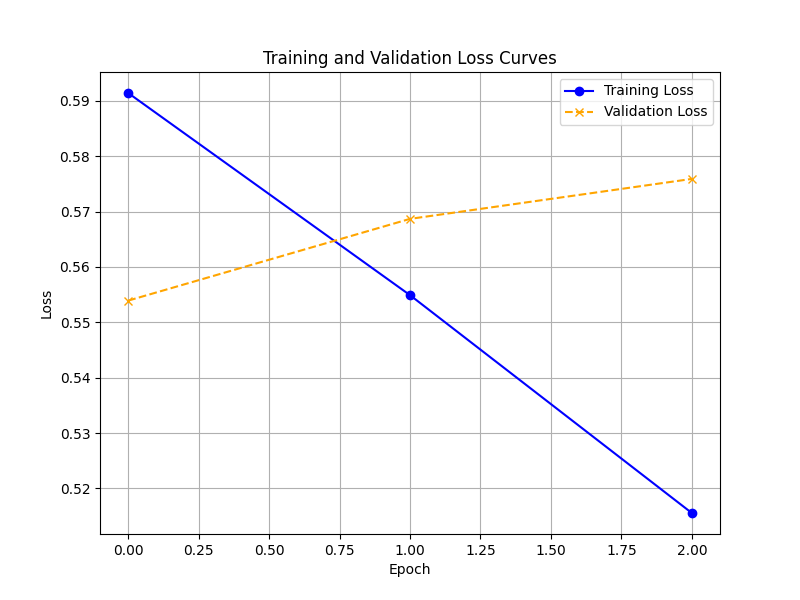 Training and Validation Loss Curves
Training Loss
Validation Loss
Loss
0.59
0.58
0.57
0.56
0.55
0.54
0.53
0.52
0.00 0.25 0.50 0.75 1.00 1.25 1.50 1.75 2.00
Epoch